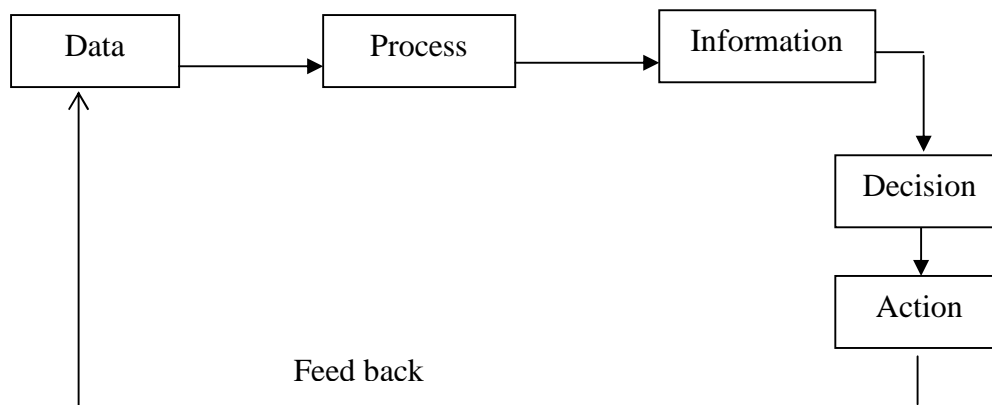 Data
Process
Information
Decision
Action
Feed back